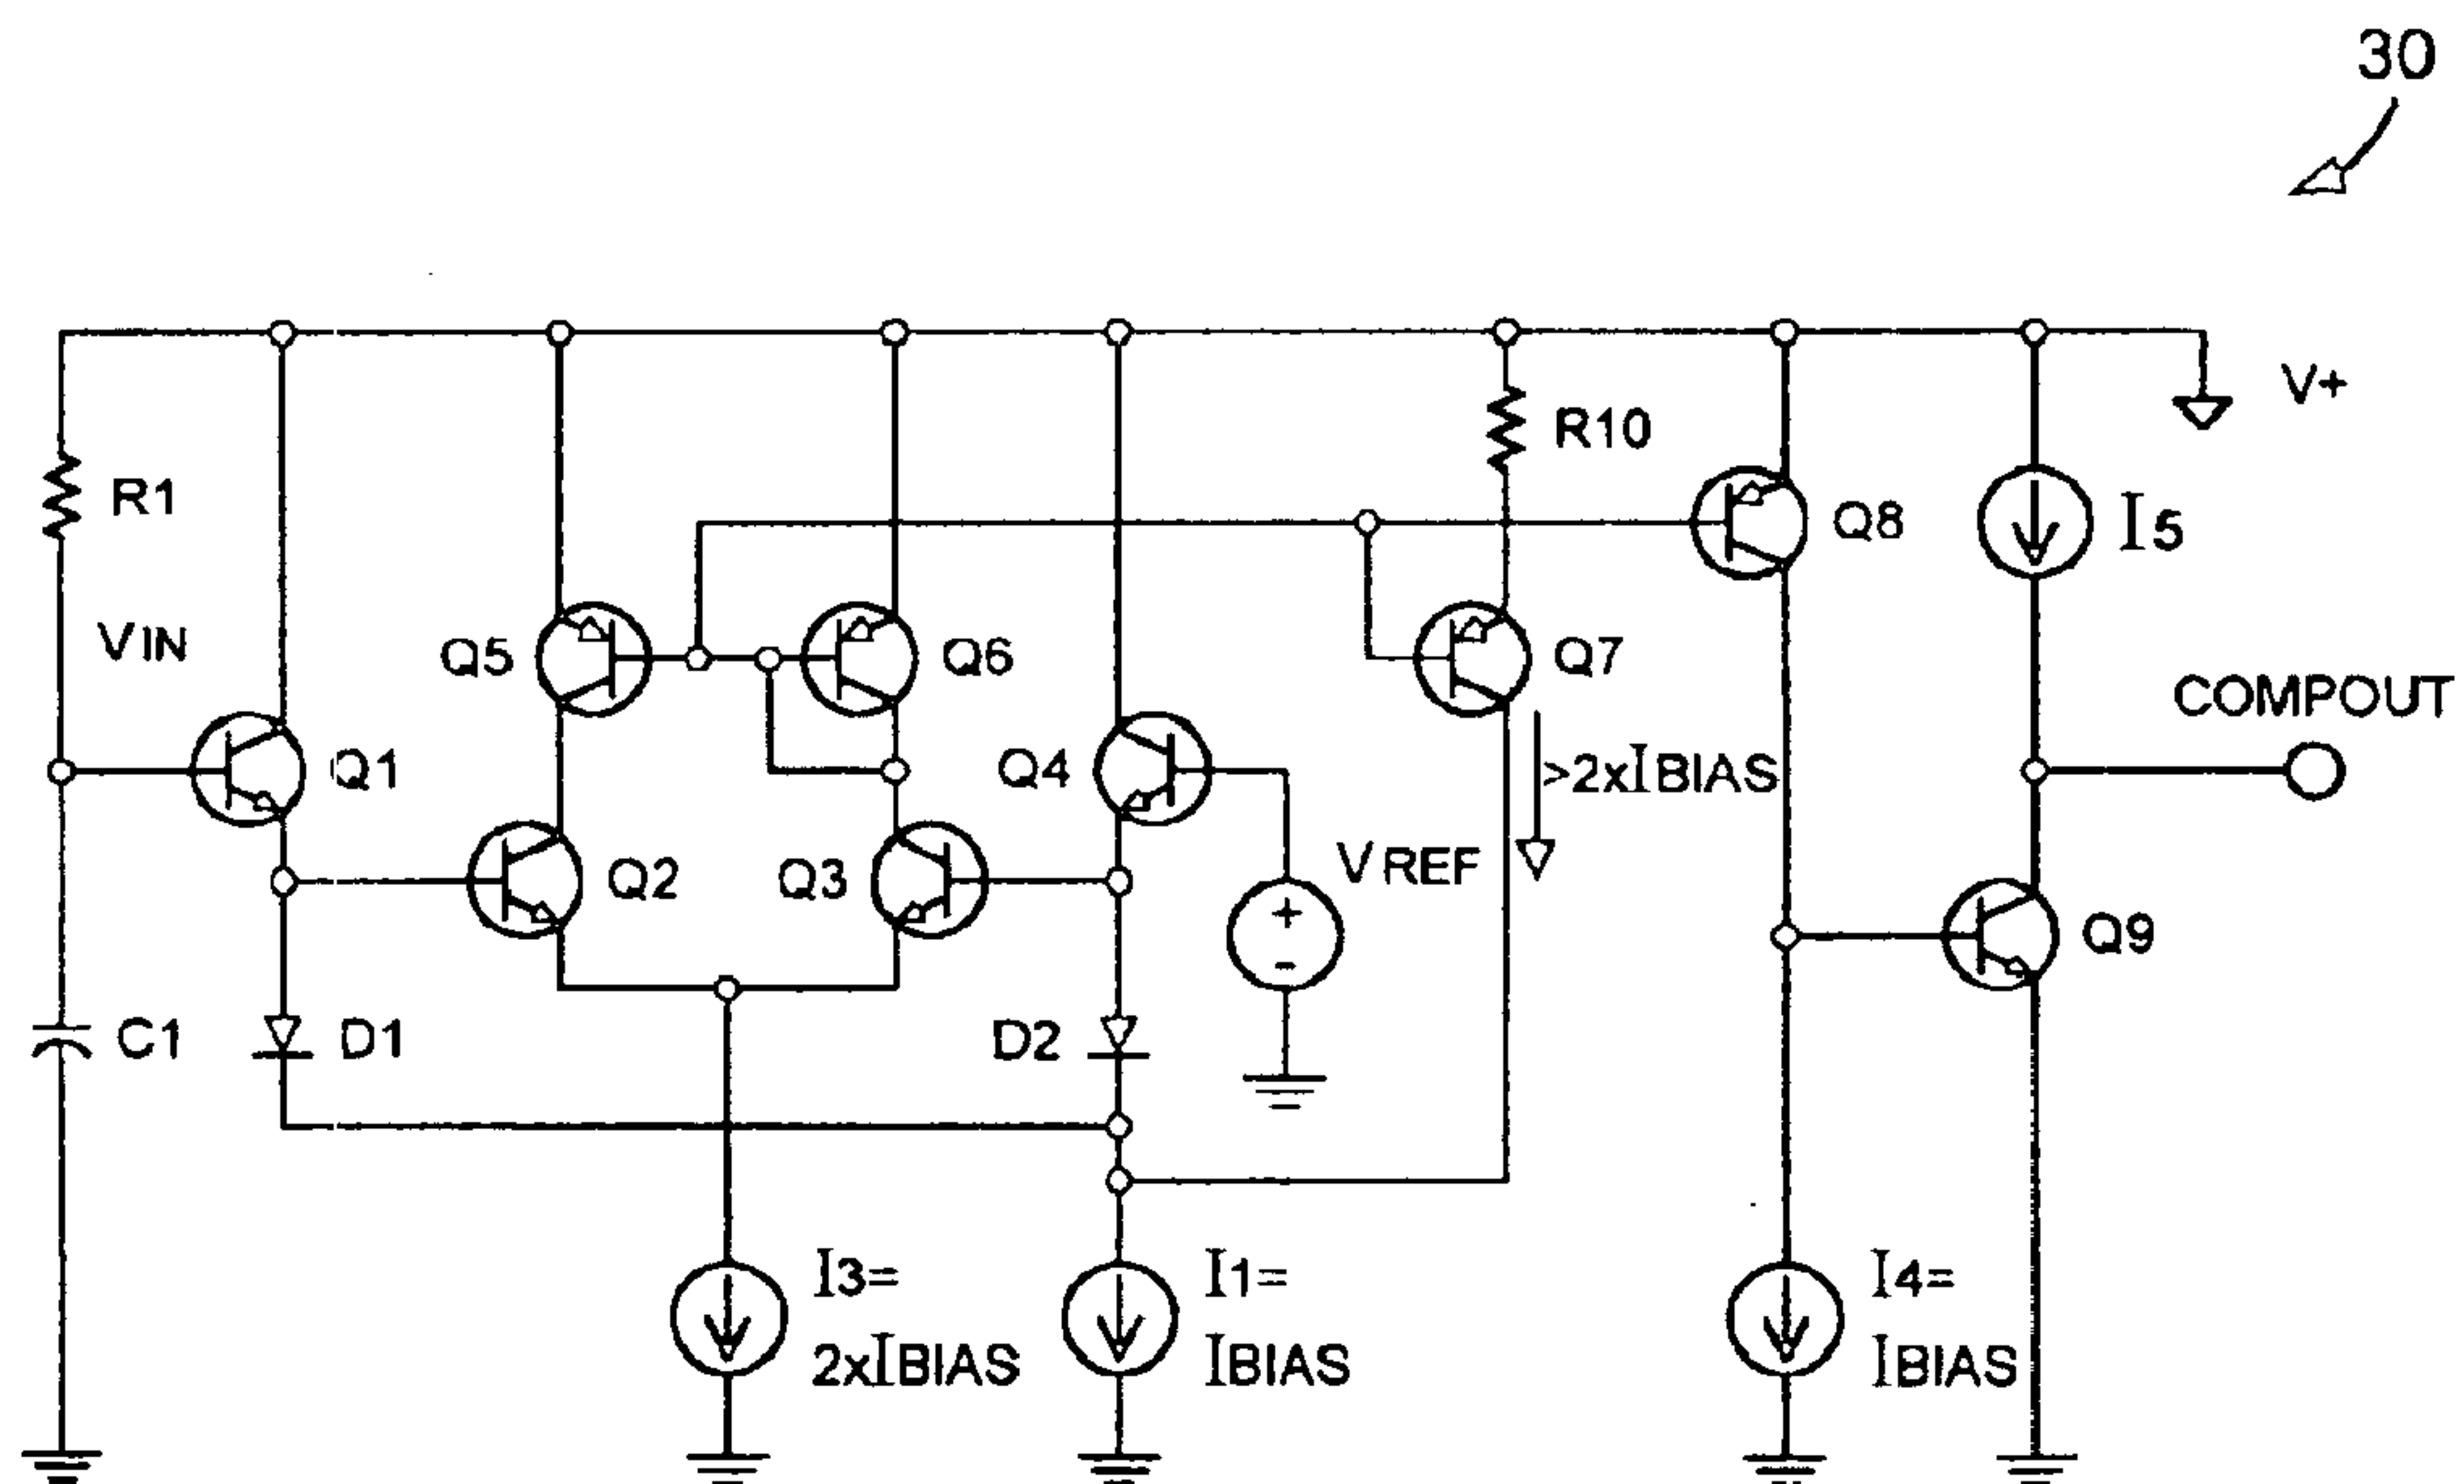 30
V+
R1
R10
Q8
I5
VIN
Q5
Q6
Q7
COMPOUT
Q1
Q4
>2xIBIAS
Q2
Q3
VREF
+
-
Q9
C1
D1
D2
I3=
2xIBIAS
I1=
IBIAS
I4=
IBIAS